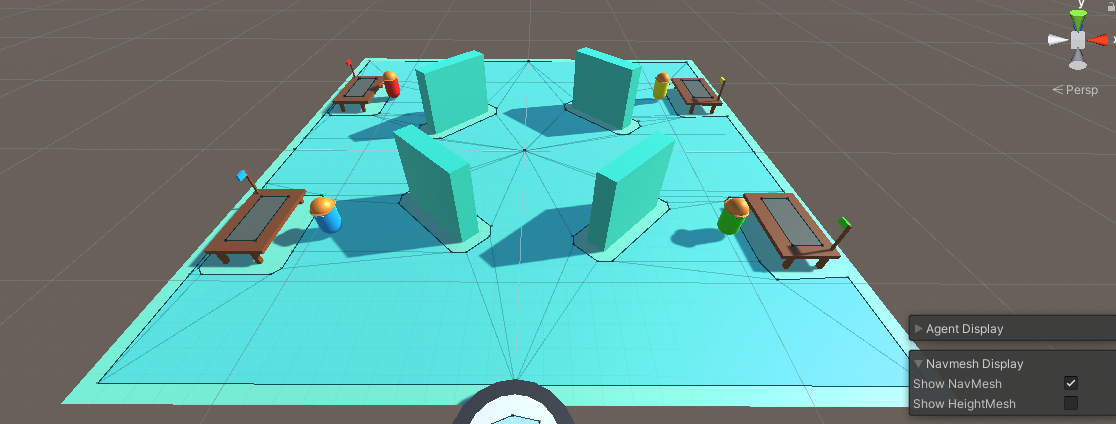 y
x
Persp
Agent Display
Navmesh Display
Show NavMesh
Show HeightMesh